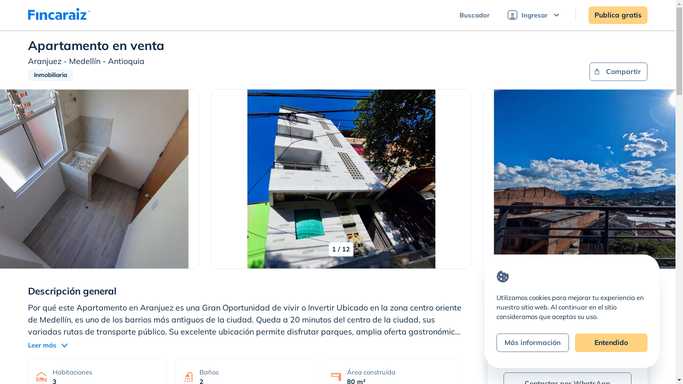 Fincaraiz
Buscador
Ingresar
Publica gratis
Apartamento en venta
Aranjuez - Medellín - Antioquia
Inmobiliaria
Compartir
1 / 12
Descripción general
Por qué este Apartamento en Aranjuez es una Gran Oportunidad de vivir o Invertir Ubicado en la zona centro oriente
de Medellín, es uno de los barrios más antiguos de la ciudad. Queda a 20 minutos del centro de la ciudad, sus
variadas rutas de transporte público. Su excelente ubicación permite disfrutar parques, amplia oferta gastronómic...
Leer más
Habitaciones
3
Baños
2
Área construida
80 m²
Utilizamos cookies para mejorar tu experiencia en
nuestro sitio web. Al continuar en el sitio
consideramos que aceptas su uso.
Más información
Entendido
Contactar por WhatsApp